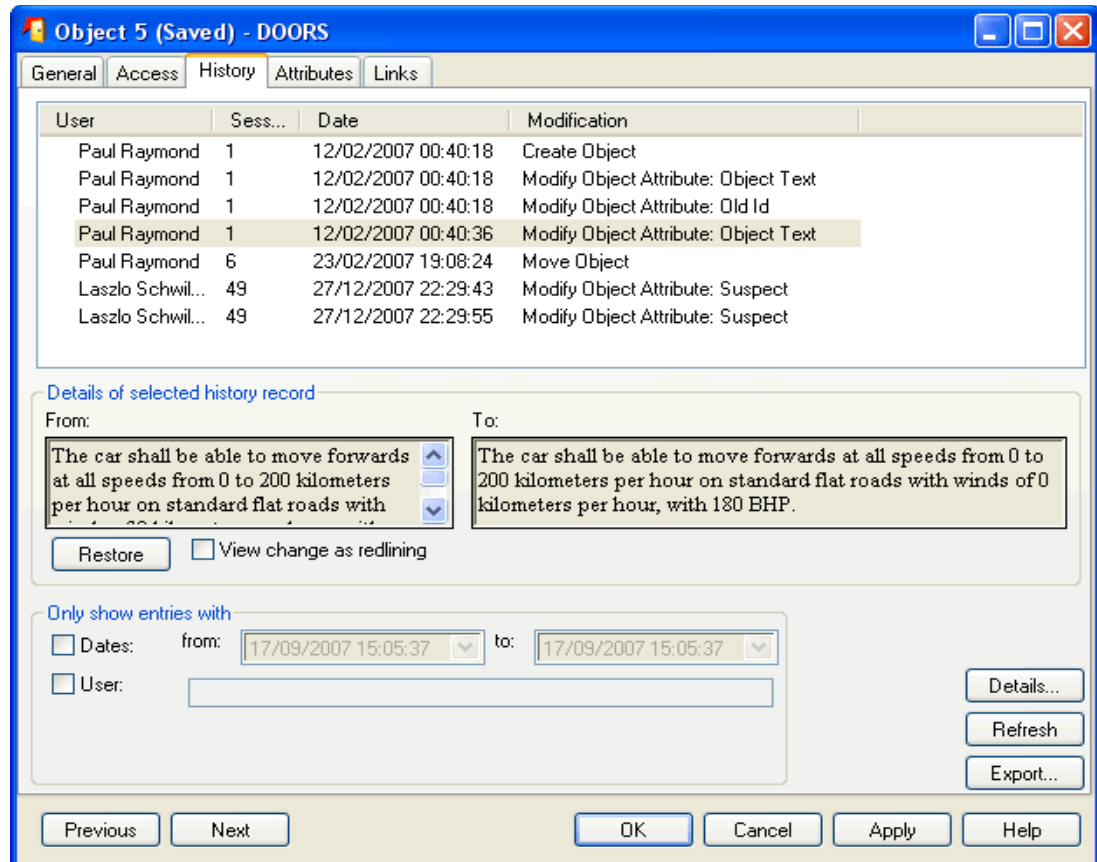 Object 5 (Saved) - DOORS
General Access History Attributes Links
User Sess... Date Modification
Paul Raymond 1 12/02/2007 00:40:18 Create Object
Paul Raymond 1 12/02/2007 00:40:18 Modify Object Attribute: Object Text
Paul Raymond 1 12/02/2007 00:40:18 Modify Object Attribute: Old Id
Paul Raymond 1 12/02/2007 00:40:36 Modify Object Attribute: Object Text
Paul Raymond 6 23/02/2007 19:08:24 Move Object
Laszlo Schwil... 49 27/12/2007 22:29:43 Modify Object Attribute: Suspect
Laszlo Schwil... 49 27/12/2007 22:29:55 Modify Object Attribute: Suspect
Details of selected history record
From:
The car shall be able to move forwards
at all speeds from 0 to 200 kilometers
per hour on standard flat roads with
To:
The car shall be able to move forwards at all speeds from 0 to
200 kilometers per hour on standard flat roads with winds of 0
kilometers per hour, with 180 BHP.
Restore View change as redlining
Only show entries with
Dates: from: 17/09/2007 15:05:37 to: 17/09/2007 15:05:37
User:
Details...
Refresh
Export...
Previous Next OK Cancel Apply Help